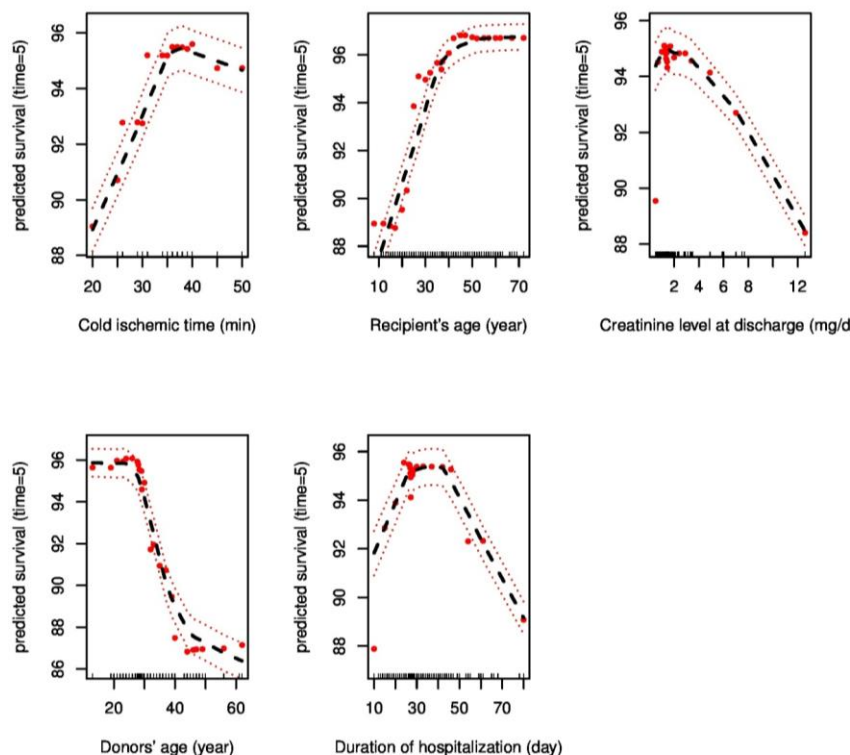 predicted survival (time=5)
96
94
92
90
88
20 30 40 50
Cold ischemic time (min)
predicted survival (time=5)
96
94
92
90
88
10 30 50 70
Recipient's age (year)
predicted survival (time=5)
96
94
92
90
88
2 4 6 8 12
Creatinine level at discharge (mg/d
predicted survival (time=5)
96
94
92
90
88
86
20 40 60
Donors' age (year)
predicted survival (time=5)
96
94
92
90
88
10 30 50 70
Duration of hospitalization (day)